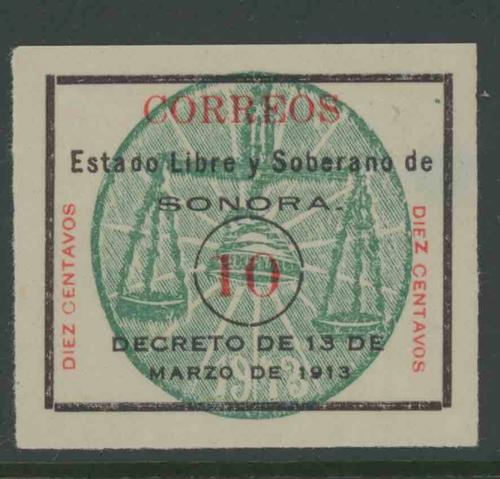 CORREOS
Estado Libre y Soberano de
SONORA.
DIEZ CENTAVOS
10
DIEZ CENTAVOS
DECRETO DE 13 DE
MARZO DE 1913
1913